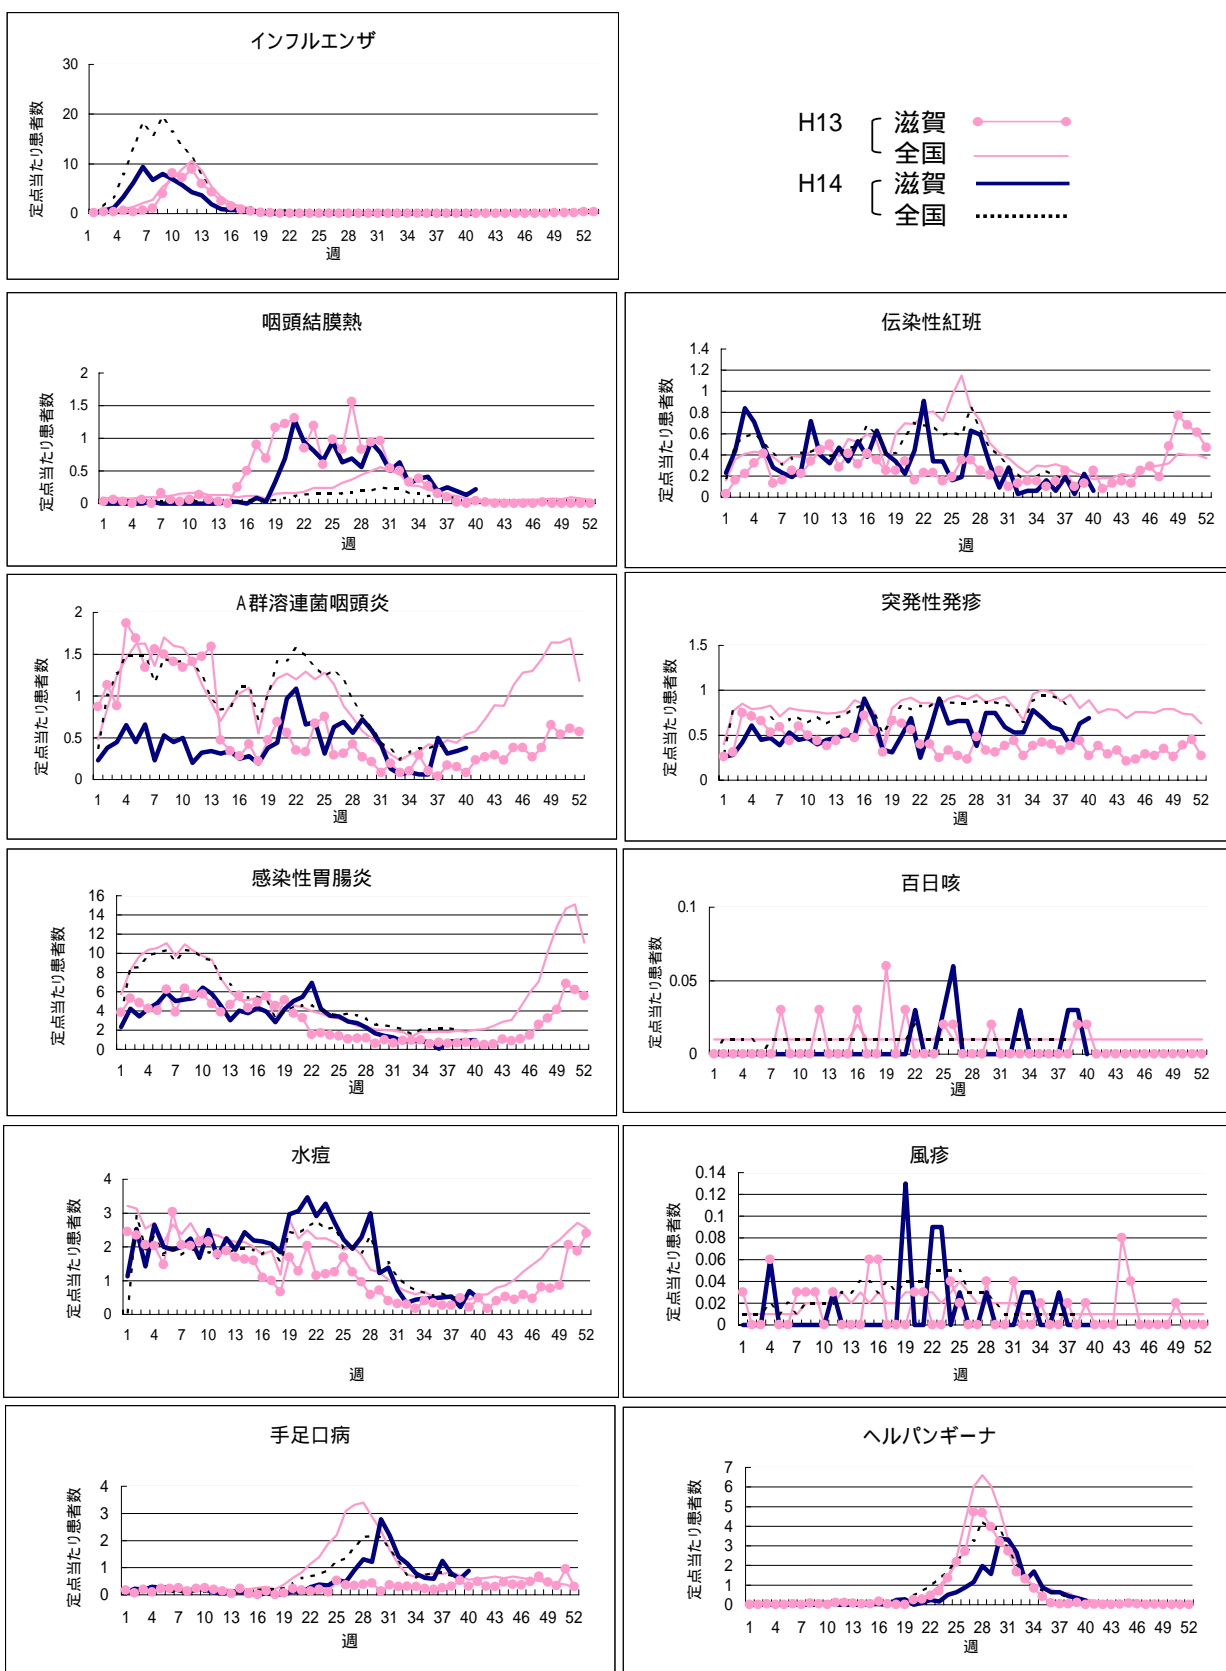 インフルエンザ
定点当たり患者数
30
20
10
0
1 4 7 10 13 16 19 22 25 28 31 34 37 40 43 46 49 52
週
H13 滋賀
全国
H14 滋賀
全国
咽頭結膜熱
定点当たり患者数
2
1.5
1
0.5
0
1 4 7 10 13 16 19 22 25 28 31 34 37 40 43 46 49 52
週
伝染性紅斑
定点当たり患者数
1.4
1.2
1
0.8
0.6
0.4
0.2
0
1 4 7 10 13 16 19 22 25 28 31 34 37 40 43 46 49 52
週
A群溶連菌咽頭炎
定点当たり患者数
2
1.5
1
0.5
0
1 4 7 10 13 16 19 22 25 28 31 34 37 40 43 46 49 52
週
突発性発疹
定点当たり患者数
1.5
1
0.5
0
1 4 7 10 13 16 19 22 25 28 31 34 37 40 43 46 49 52
週
感染性胃腸炎
定点当たり患者数
16
14
12
10
8
6
4
2
0
1 4 7 10 13 16 19 22 25 28 31 34 37 40 43 46 49 52
週
百日咳
定点当たり患者数
0.1
0.05
0
1 4 7 10 13 16 19 22 25 28 31 34 37 40 43 46 49 52
週
水痘
定点当たり患者数
4
3
2
1
0
1 4 7 10 13 16 19 22 25 28 31 34 37 40 43 46 49 52
週
風疹
定点当たり患者数
0.14
0.12
0.1
0.08
0.06
0.04
0.02
0
1 4 7 10 13 16 19 22 25 28 31 34 37 40 43 46 49 52
週
手足口病
定点当たり患者数
4
3
2
1
0
1 4 7 10 13 16 19 22 25 28 31 34 37 40 43 46 49 52
週
ヘルパンギーナ
定点当たり患者数
7
6
5
4
3
2
1
0
1 4 7 10 13 16 19 22 25 28 31 34 37 40 43 46 49 52
週